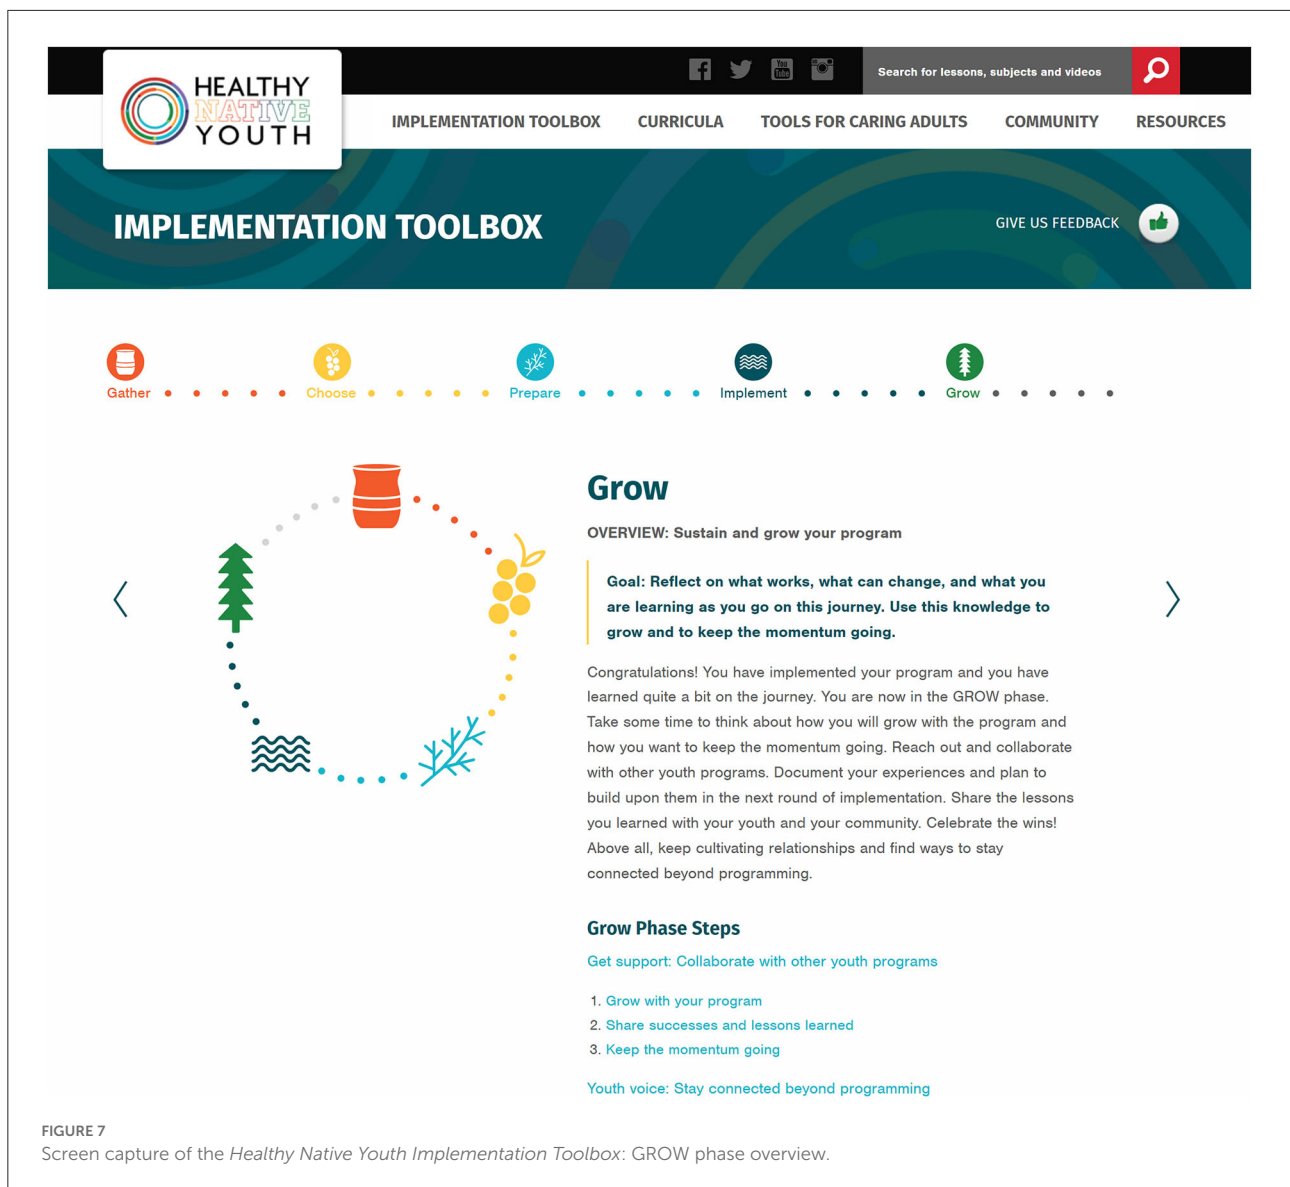 HEALTHY
NATIVE
YOUTH
You
Tube
Search for lessons, subjects and videos
IMPLEMENTATION TOOLBOX
CURRICULA
TOOLS FOR CARING ADULTS
COMMUNITY
RESOURCES
IMPLEMENTATION TOOLBOX
GIVE US FEEDBACK
Gather
Choose
Prepare
Implement
Grow
Grow
OVERVIEW: Sustain and grow your program
Goal: Reflect on what works, what can change, and what you
are learning as you go on this journey. Use this knowledge to
grow and to keep the momentum going.
Congratulations! You have implemented your program and you have
learned quite a bit on the journey. You are now in the GROW phase.
Take some time to think about how you will grow with the program and
how you want to keep the momentum going. Reach out and collaborate
with other youth programs. Document your experiences and plan to
build upon them in the next round of implementation. Share the lessons
you learned with your youth and your community. Celebrate the wins!
Above all, keep cultivating relationships and find ways to stay
connected beyond programming.
Grow Phase Steps
Get support: Collaborate with other youth programs
1. Grow with your program
2. Share successes and lessons learned
3. Keep the momentum going
Youth voice: Stay connected beyond programming
FIGURE 7
Screen capture of the Healthy Native Youth Implementation Toolbox: GROW phase overview.